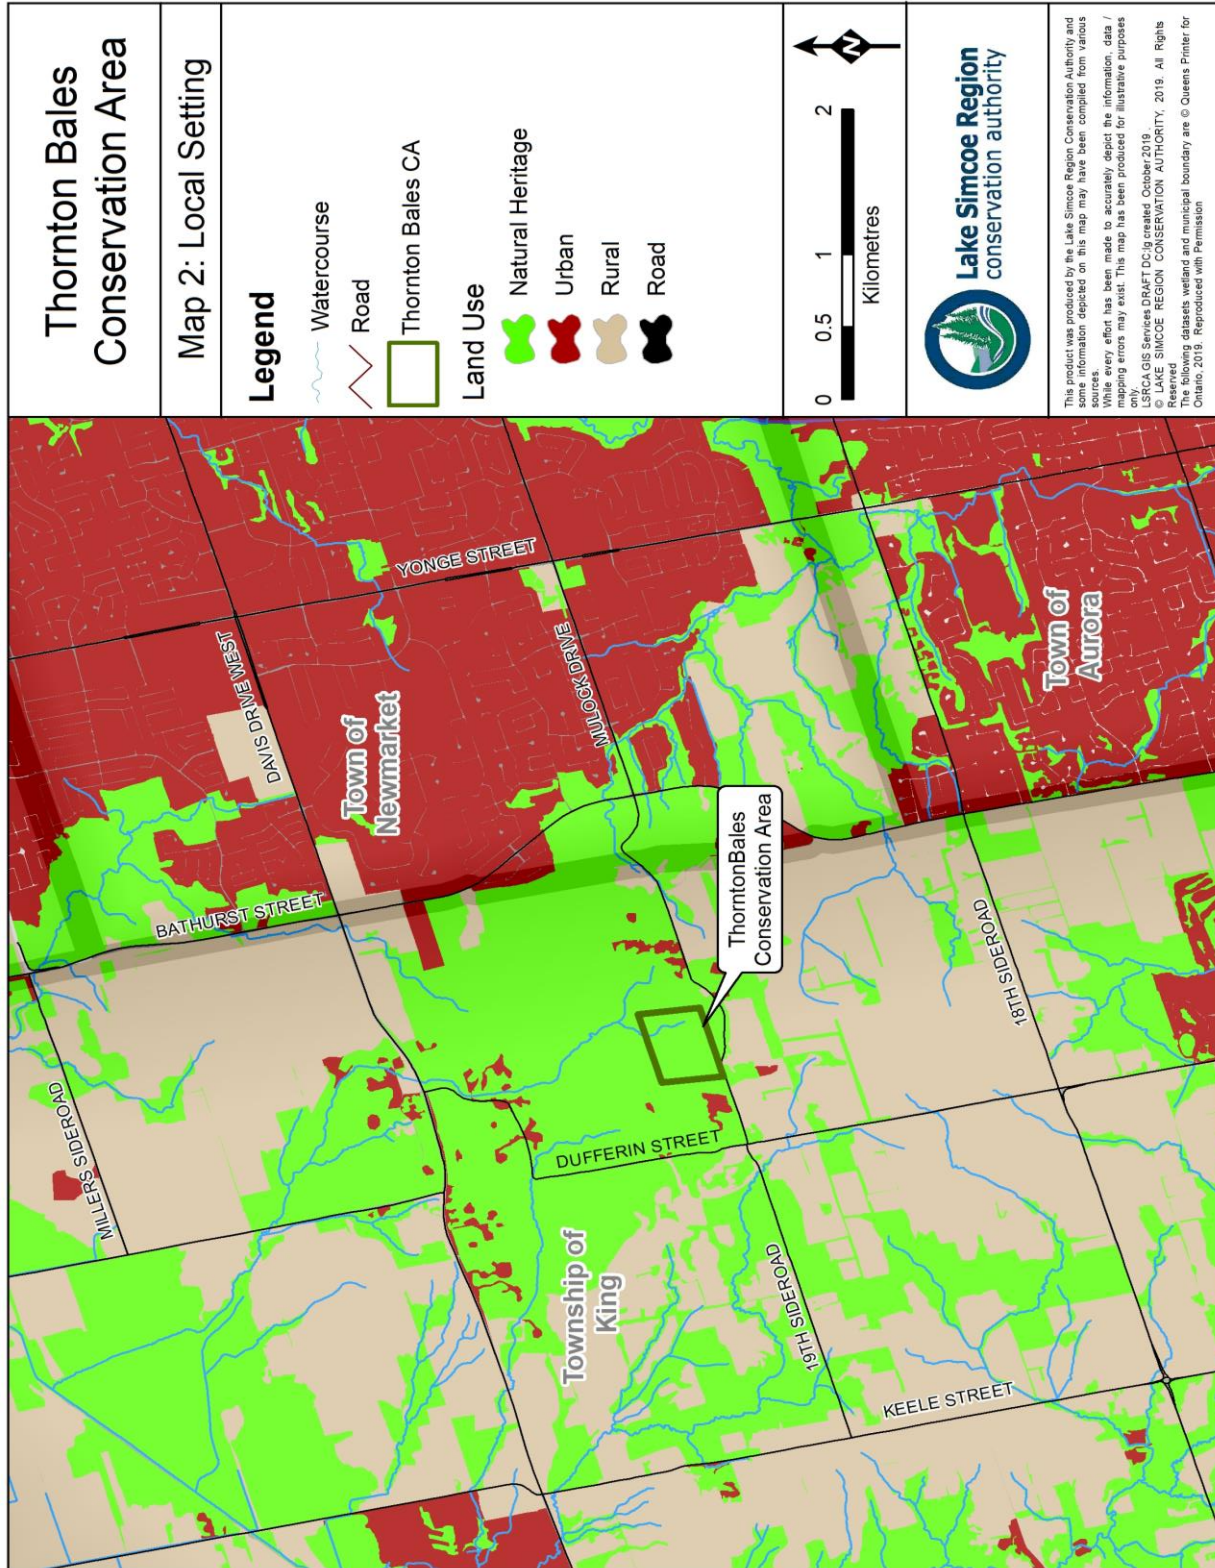 Thornton Bales
Conservation Area
Map 2: Local Setting
Legend
Watercourse
Road
Thornton Bales CA
Land Use
Natural Heritage
Urban
Rural
Road
0
0.5
1
2
Kilometres
N
Lake Simcoe Region
conservation authority
This product was produced by the Lake Simcoe Region Conservation Authority and
some information depicted on this map may have been compiled from various
sources.
While every effort has been made to accurately depict the information, data /
mapping errors may exist. This map has been produced for illustrative purposes
only.
LSRCA GIS Services DRAFT DC:lg created October 2019.
© LAKE SIMCOE REGION CONSERVATION AUTHORITY, 2019. All Rights
Reserved
The following datasets wetland and municipal boundary are © Queens Printer for
Ontario, 2019. Reproduced with Permission
MILLERS SIDEROAD
BATHURST STREET
DAVIS DRIVE WEST
YONGE STREET
Town of
Newmarket
MULOCK DRIVE
DUFFERIN STREET
Township of
King
ThorntonBales
Conservation Area
19TH SIDEROAD
KEELE STREET
18TH SIDEROAD
Town of
Aurora